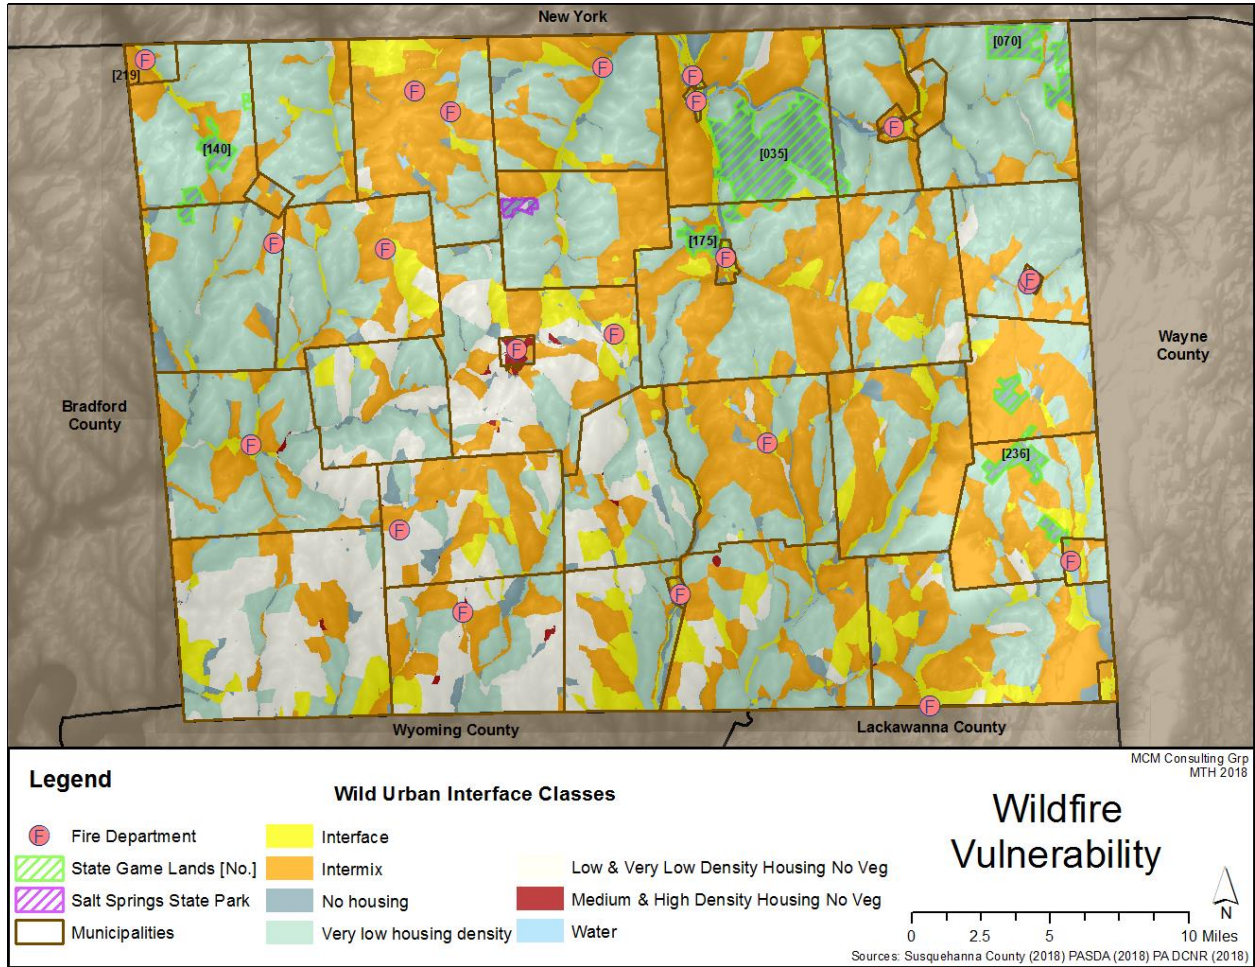 New York
F
[219]
F
F
F
F
F
F
[070]
[140]
[035]
F
F
F
[175]
F
F
F
F
Wayne
County
Bradford
County
F
F
[236]
F
F
F
F
F
Wyoming County
Lackawanna County
MCM Consulting Grp
MTH 2018
Legend
Wild Urban Interface Classes
Wildfire
Vulnerability
F Fire Department
Interface
State Game Lands [No.]
Intermix
Low & Very Low Density Housing No Veg
Salt Springs State Park
No housing
Medium & High Density Housing No Veg
Municipalities
Very low housing density
Water
N
0 2.5 5 10 Miles
Sources: Susquehanna County (2018) PASDA (2018) PA DCNR (2018)